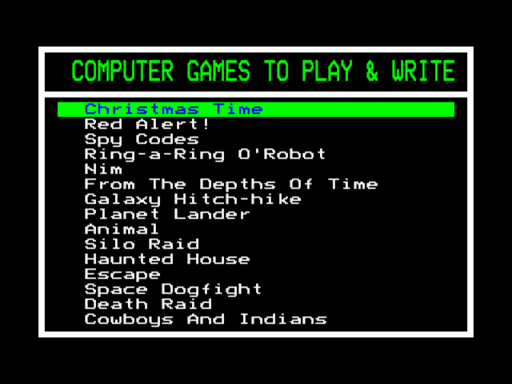 COMPUTER GAMES TO PLAY & WRITE
Christmas Time
Red Alert!
Spy Codes
Ring-a-Ring O'Robot
Nim
From The Depths Of Time
Galaxy Hitch-hike
Planet Lander
Animal
Silo Raid
Haunted House
Escape
Space Dogfight
Death Raid
Cowboys And Indians